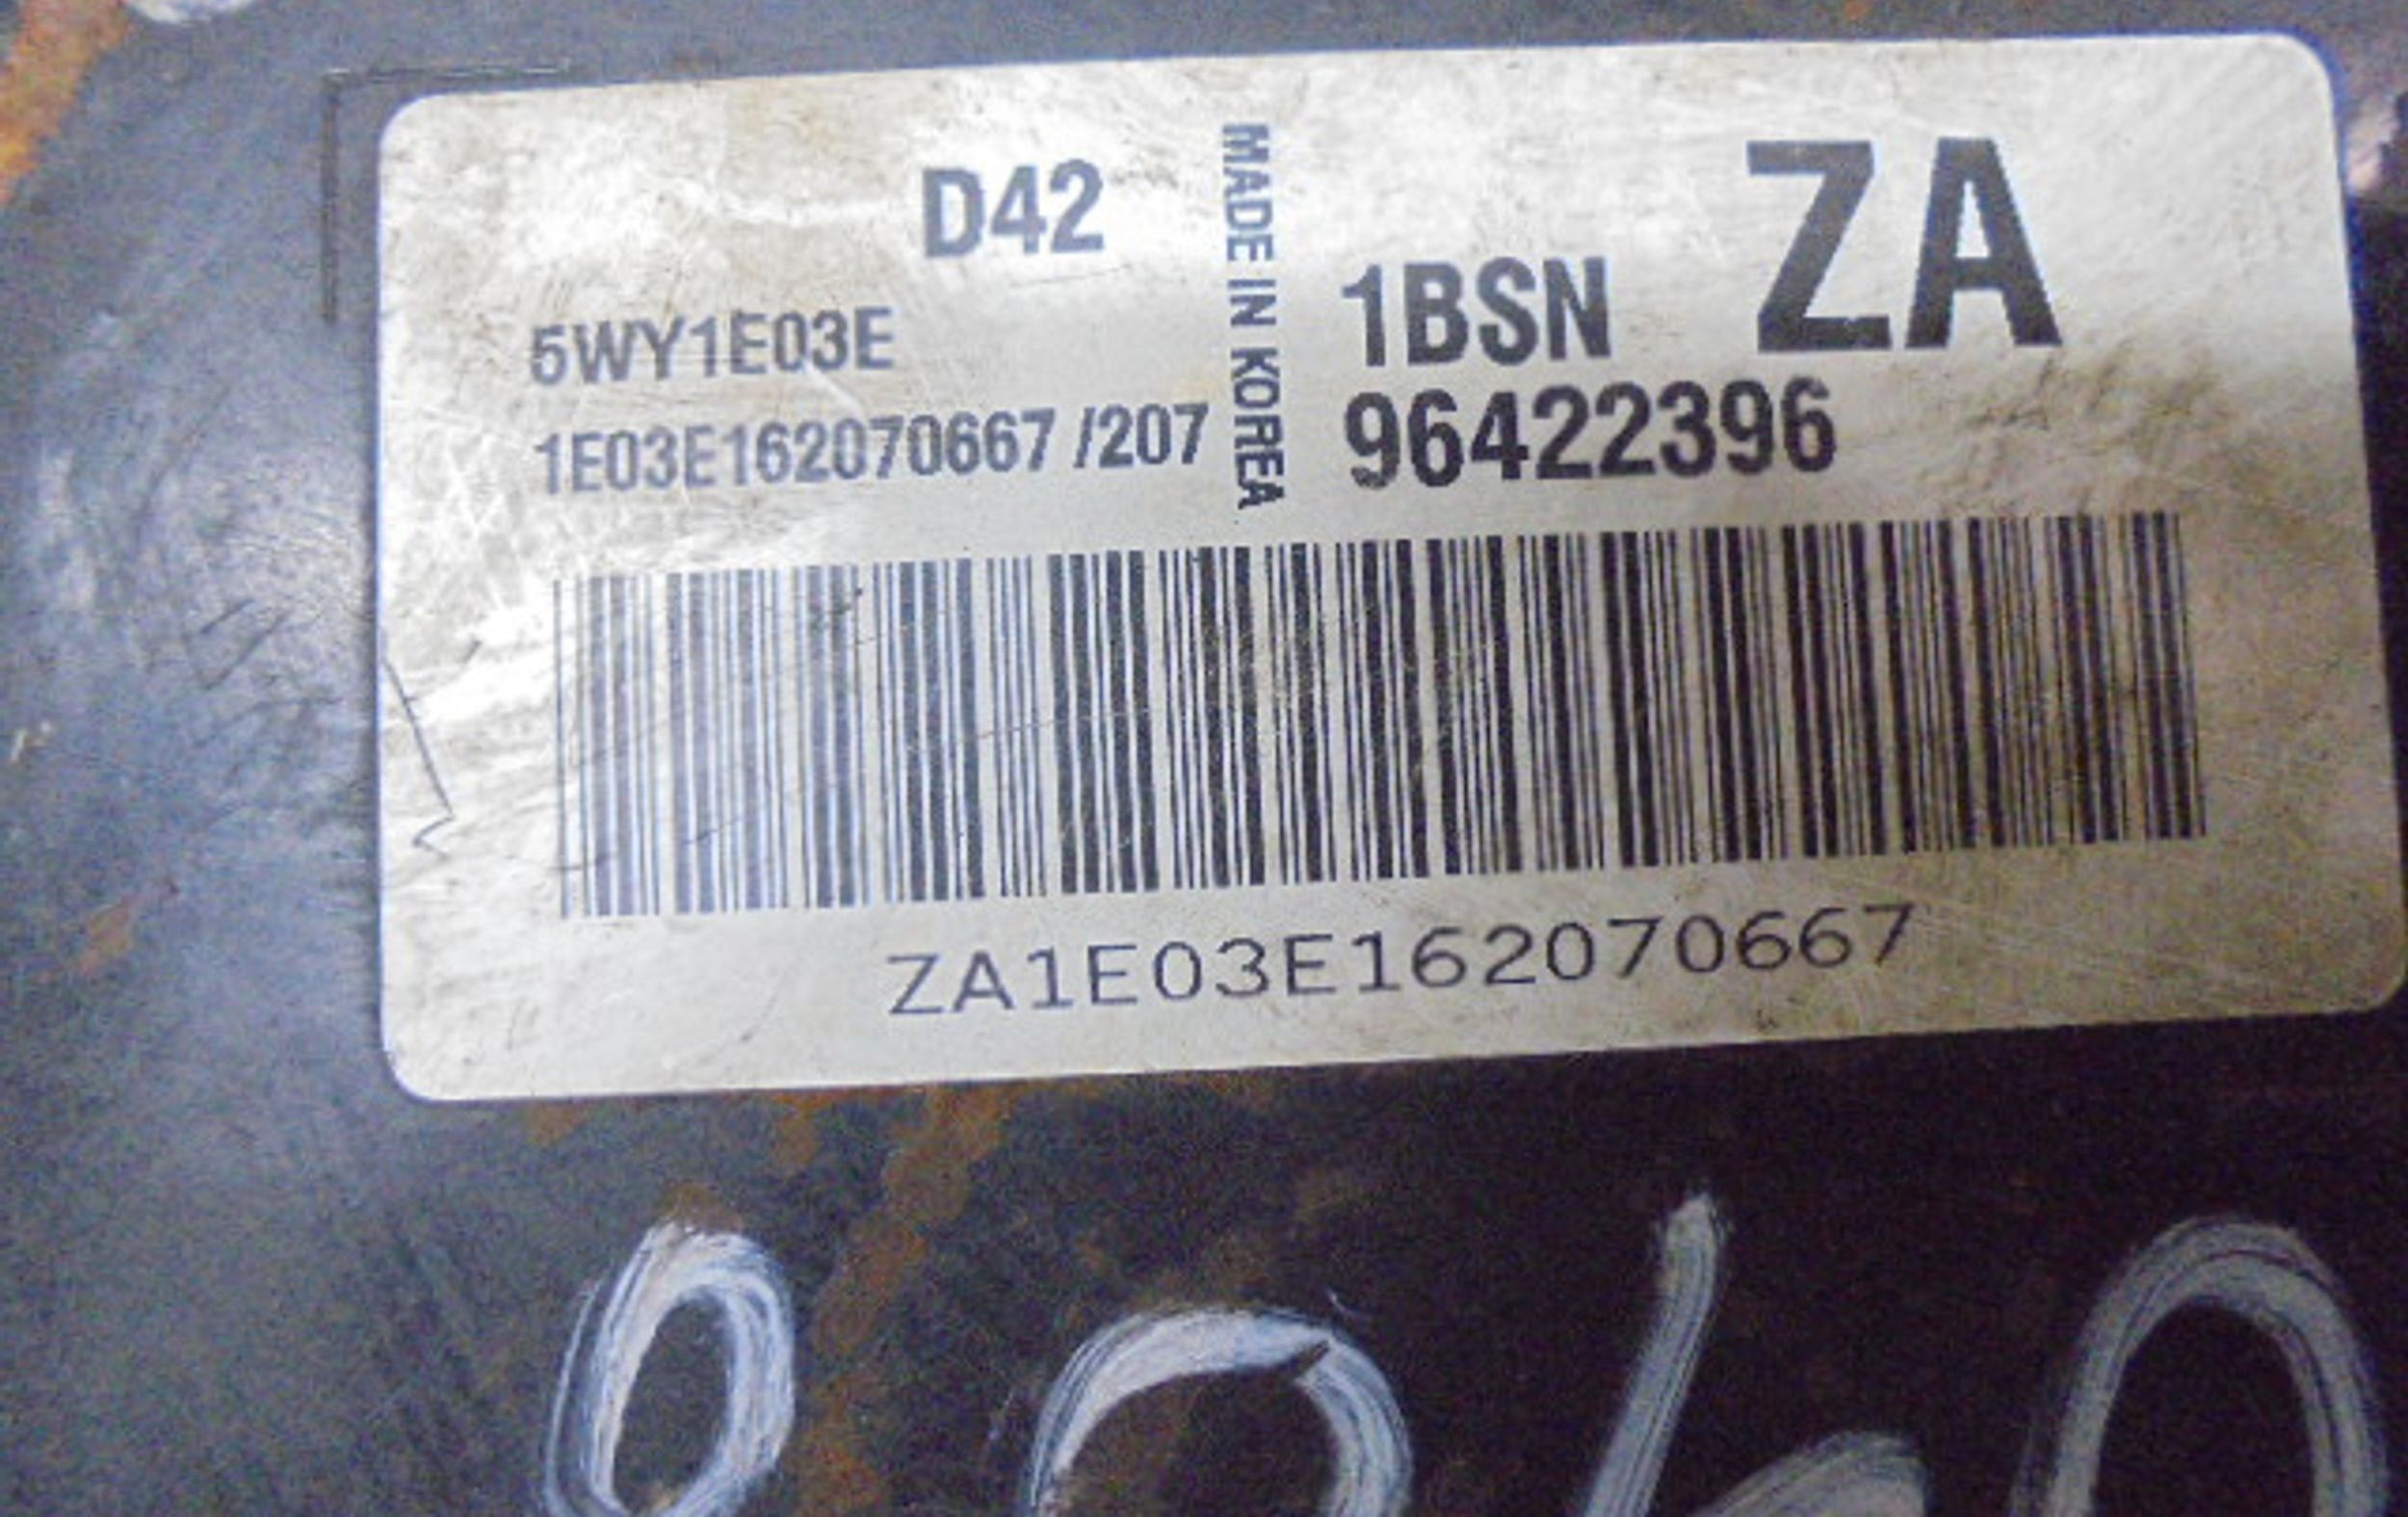 D42
5WY1E03E
1E03E162070667 /207
MADE IN KOREA
ZA
1BSN
96422396
ZA1E03E162070667